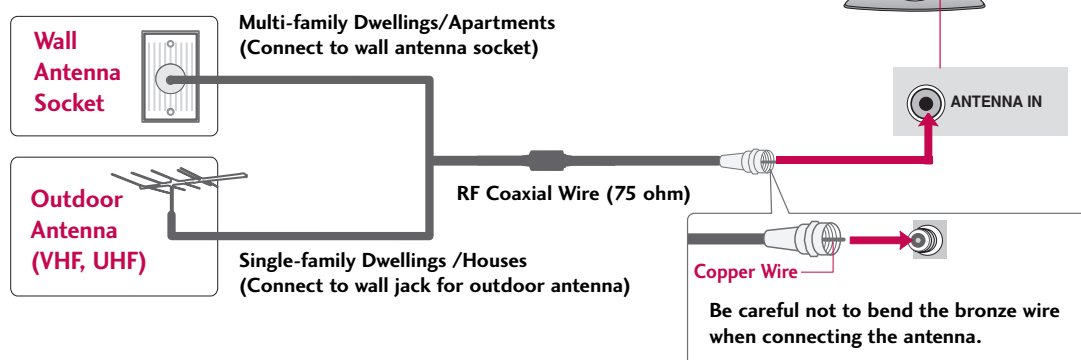 Wall
Antenna
Socket
Multi-family Dwellings/Apartments
(Connect to wall antenna socket)
ANTENNA IN
RF Coaxial Wire (75 ohm)
Outdoor
Antenna
(VHF, UHF)
Single-family Dwellings /Houses
(Connect to wall jack for outdoor antenna)
Copper Wire
Be careful not to bend the bronze wire
when connecting the antenna.